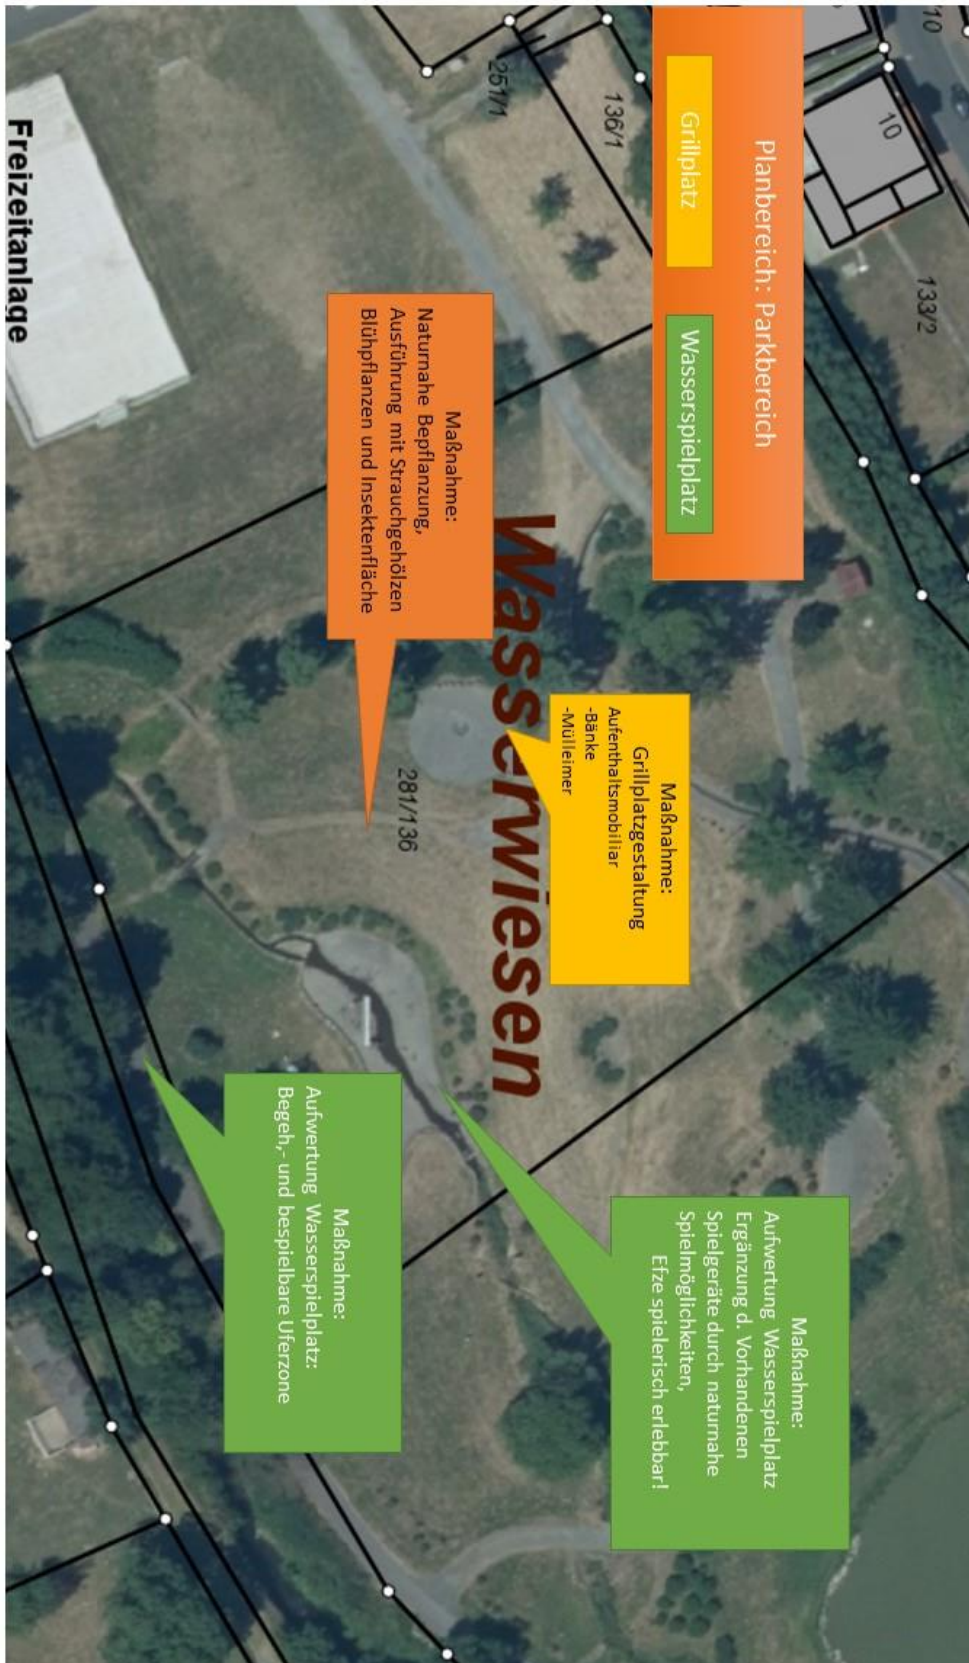 Planbereich: Parkbereich
Grillplatz
Wasserspielplatz
10
10
133/2
136/1
251/1
Maßnahme:
Aufwertung Wasserspielplatz
Ergänzung d. Vorhandenen
Spielgeräte durch naturnahe
Spielmöglichkeiten,
Efze spielerisch erlebbar!
Maßnahme:
Grillplatzgestaltung
Aufenthaltsmobiliar
-Bänke
-Mülleimer
Wasserwiesen
Maßnahme:
Naturnahe Bepflanzung,
Ausführung mit Strauchgehölzen
Blühpflanzen und Insektenfläche
281/136
Maßnahme:
Aufwertung Wasserspielplatz:
Begeh,- und bespielbare Uferzone
Freizeitanlage